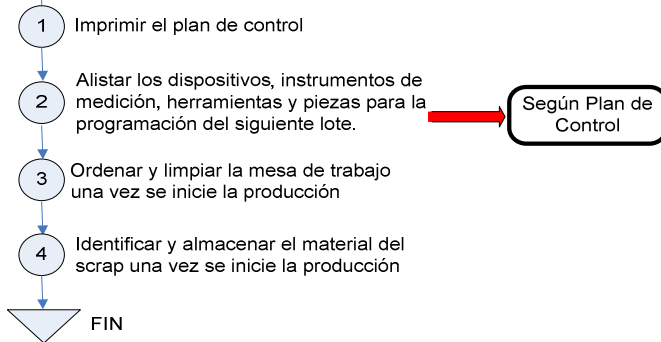 1 Imprimir el plan de control
Alistar los dispositivos, instrumentos de
2 medición, herramientas y piezas para la
programación del siguiente lote.
Según Plan de
Control
3 Ordenar y limpiar la mesa de trabajo
una vez se inicie la producción
4 Identificar y almacenar el material del
scrap una vez se inicie la producción
FIN